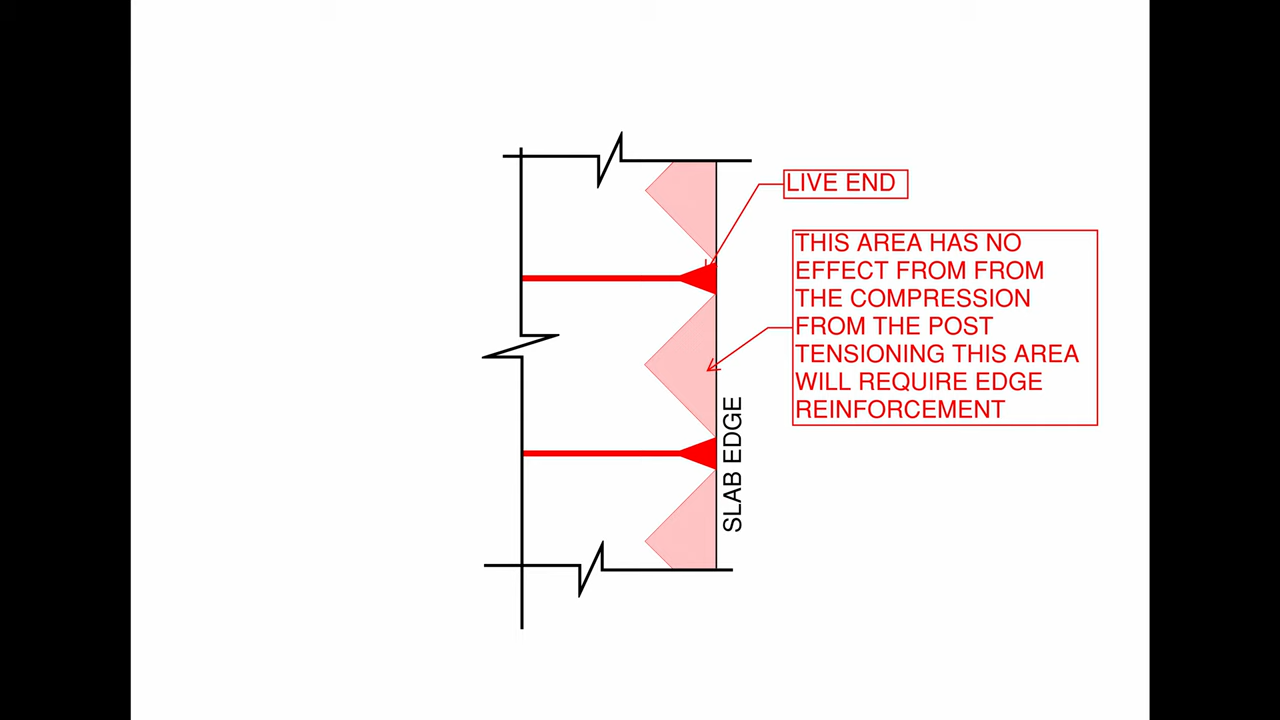 LIVE END
THIS AREA HAS NO
EFFECT FROM FROM
THE COMPRESSION
FROM THE POST
TENSIONING THIS AREA
WILL REQUIRE EDGE
REINFORCEMENT
SLAB EDGE